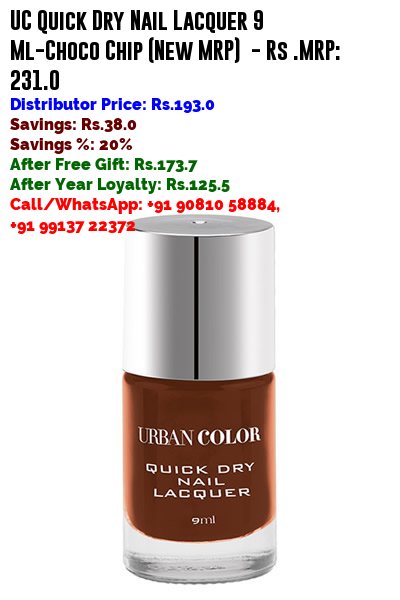 UC Quick Dry Nail Lacquer 9
Ml-Choco Chip (New MRP) - Rs .MRP:
231.0
Distributor Price: Rs.193.0
Savings: Rs.38.0
Savings %: 20%
After Free Gift: Rs.173.7
After Year Loyalty: Rs.125.5
Call/WhatsApp: +91 90810 58884,
+91 99137 22372
URBAN COLOR
QUICK DRY
NAIL
LACQUER
9ml